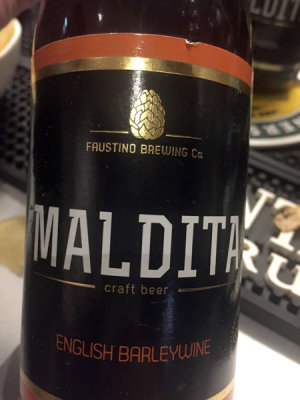 FAUSTINO BREWING Co.
MALDITA
craft beer
ENGLISH BARLEYWINE